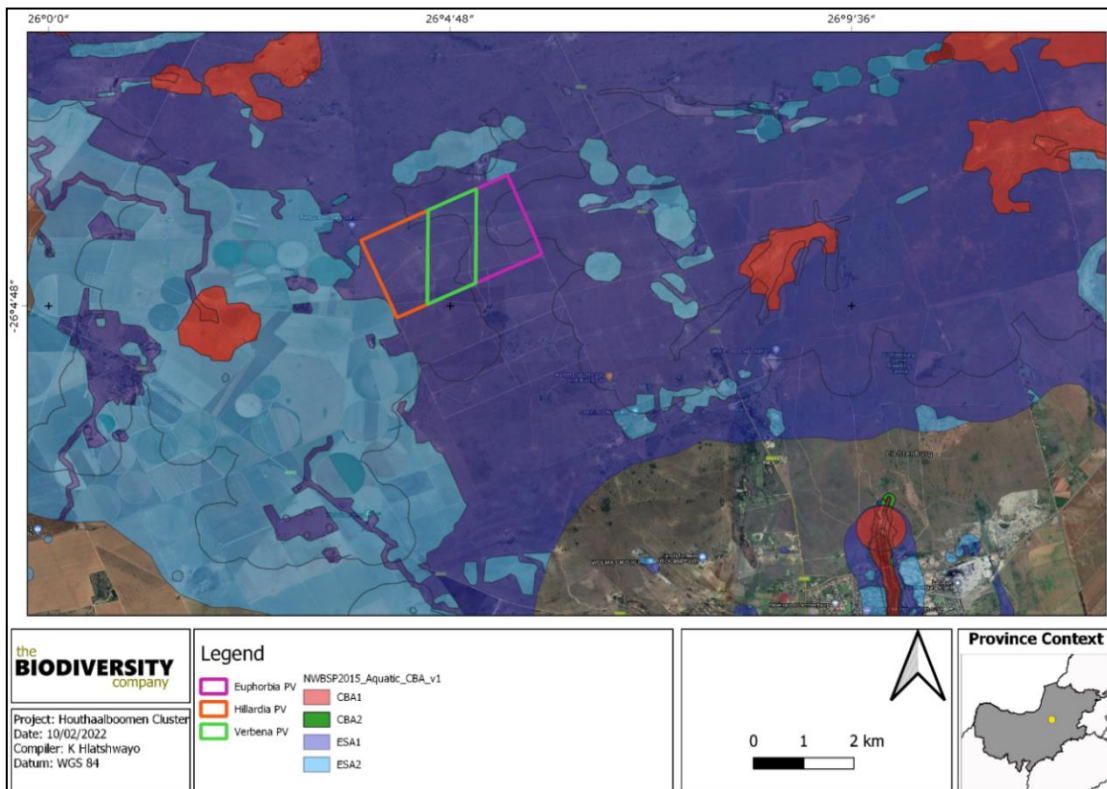 26°0′0″ 26°4′48″ 26°9′36″
-26°4′48″
Lichtenburg
the
BIODIVERSITY
company
Project: Houthaalboomen Cluster
Date: 10/02/2022
Compiler: K Hlatshwayo
Datum: WGS 84
Legend
Euphorbia PV
Hillardia PV
Verbena PV
NWBSP2015_Aquatic_CBA_v1
CBA1
CBA2
ESA1
ESA2
0 1 2 km
Province Context